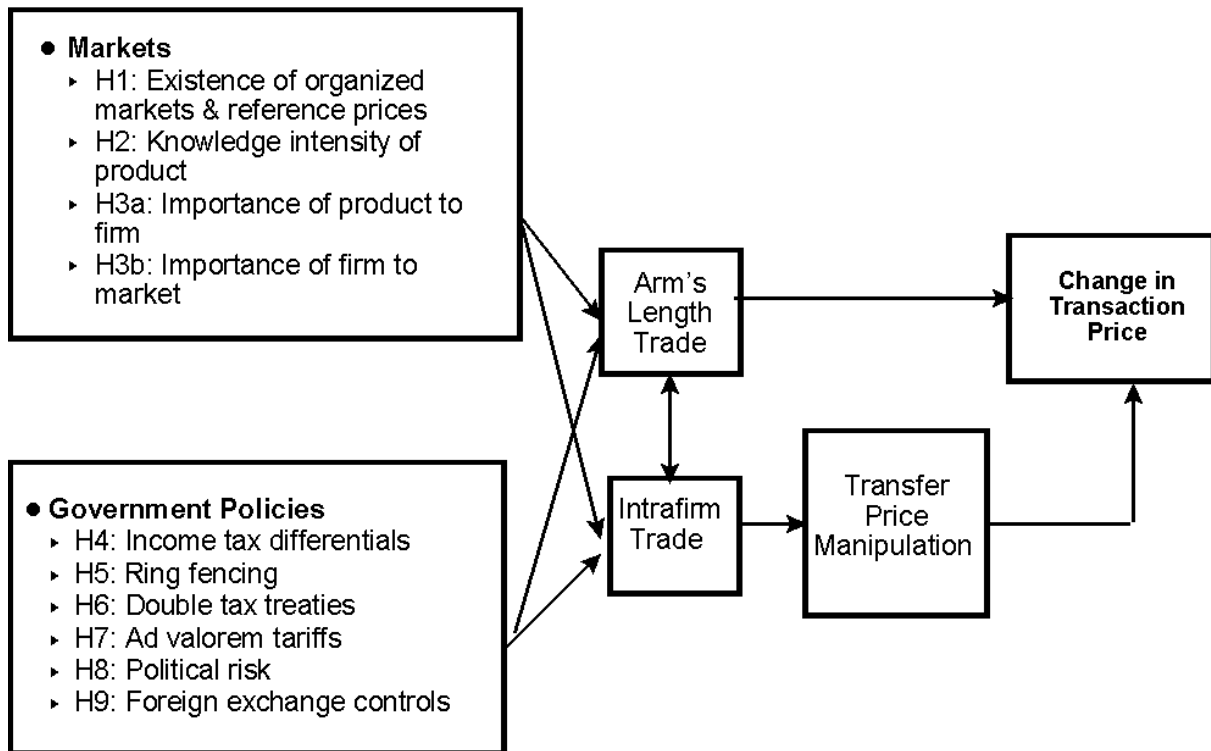 ● Markets
‣ H1: Existence of organized
markets & reference prices
‣ H2: Knowledge intensity of
product
‣ H3a: Importance of product to
firm
‣ H3b: Importance of firm to
market
Arm's
Length
Trade
Change in
Transaction
Price
● Government Policies
‣ H4: Income tax differentials
‣ H5: Ring fencing
‣ H6: Double tax treaties
‣ H7: Ad valorem tariffs
‣ H8: Political risk
‣ H9: Foreign exchange controls
Intrafirm
Trade
Transfer
Price
Manipulation